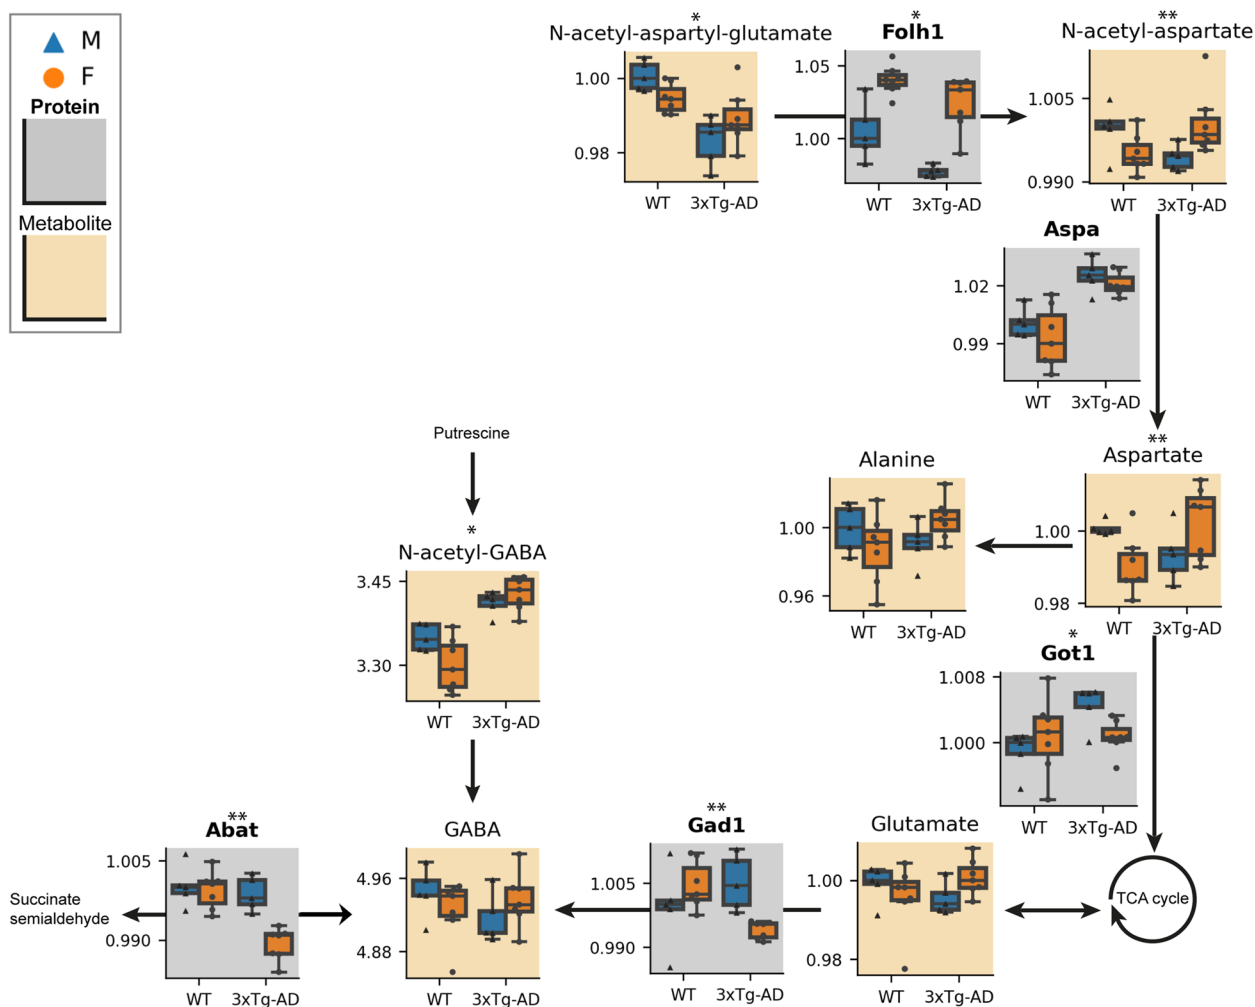 M
F
Protein
Metabolite
*
N-acetyl-aspartyl-glutamate
1.00
0.98
WT 3xTg-AD
*
Folh1
1.05
1.00
WT 3xTg-AD
**
N-acetyl-aspartate
1.005
0.990
WT 3xTg-AD
Aspa
1.02
0.99
WT 3xTg-AD
Putrescine
*
N-acetyl-GABA
3.45
3.30
WT 3xTg-AD
Alanine
1.00
0.96
WT 3xTg-AD
**
Aspartate
1.00
0.98
WT 3xTg-AD
*
Got1
1.008
1.000
WT 3xTg-AD
Succinate
semialdehyde
**
Abat
1.005
0.990
WT 3xTg-AD
GABA
4.96
4.88
WT 3xTg-AD
**
Gad1
1.005
0.990
WT 3xTg-AD
Glutamate
1.00
0.98
WT 3xTg-AD
TCA cycle